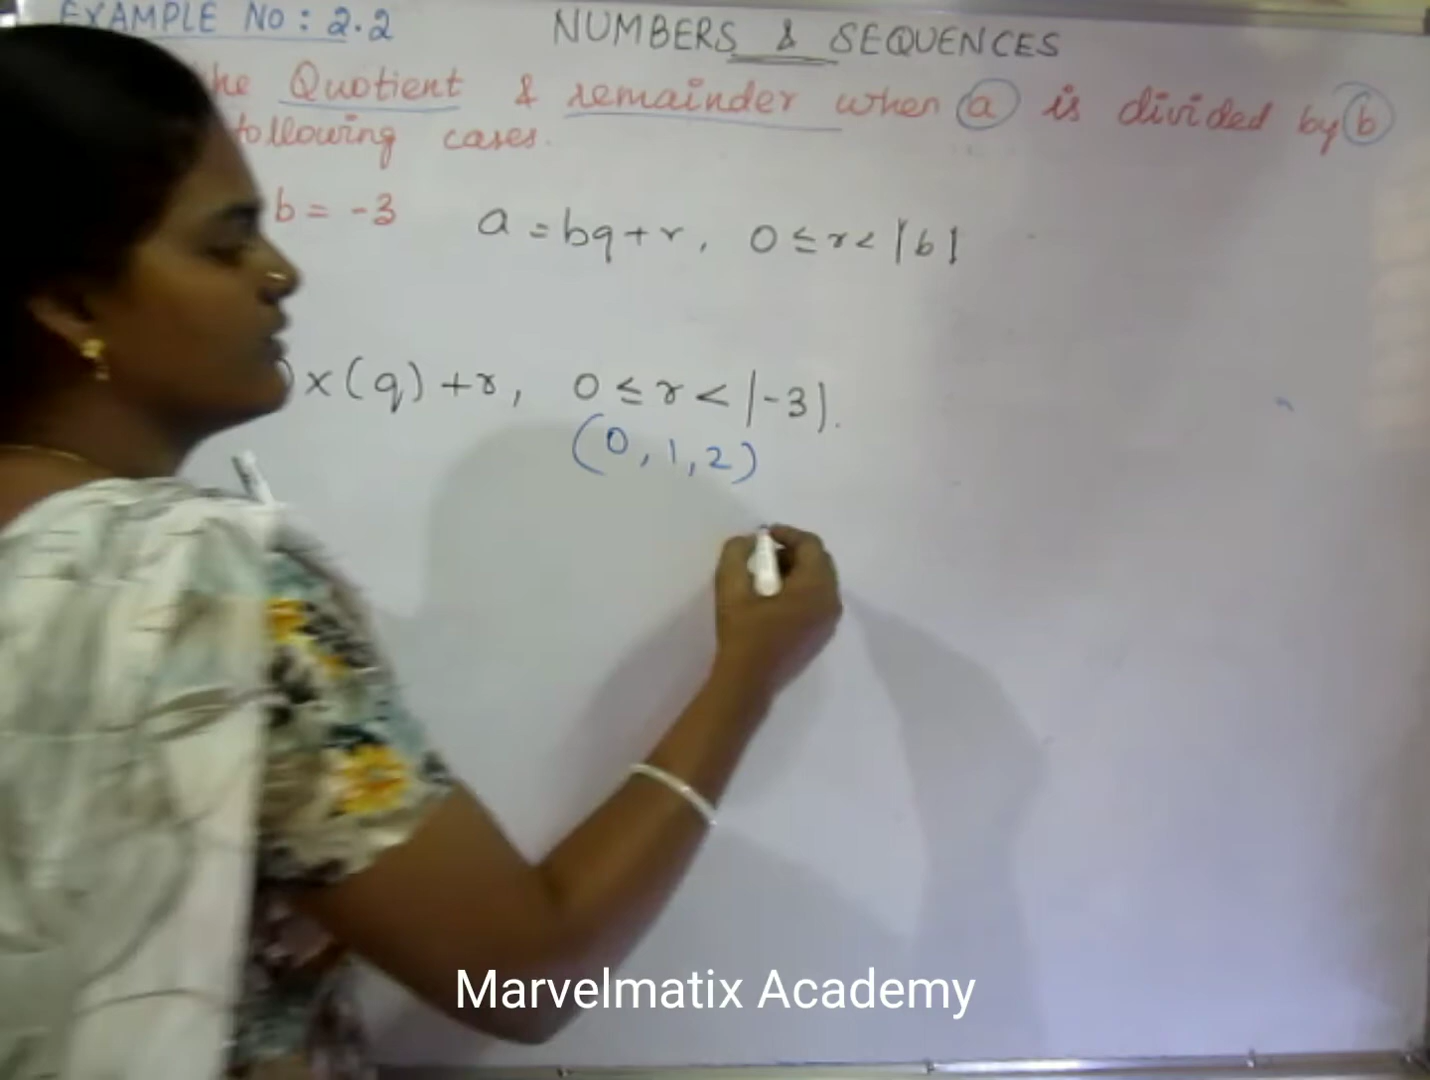 EXAMPLE NO: 2.2 NUMBERS & SEQUENCES
the Quotient & remainder when a is divided by b
following cases.
b = -3 a = bq + r, 0 ≤ r < |b|
) x (q) + r, 0 ≤ r < |-3|.
(0, 1, 2)
Marvelmatix Academy